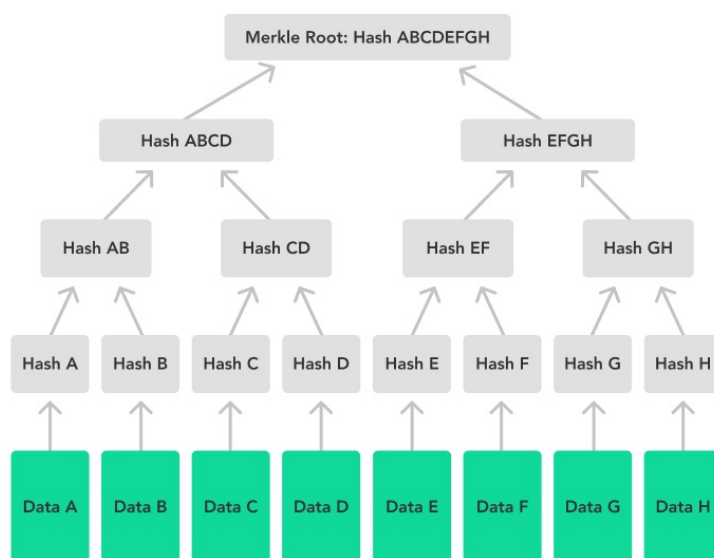 Merkle Root: Hash ABCDEFGH
Hash ABCD
Hash EFGH
Hash AB
Hash CD
Hash EF
Hash GH
Hash A
Hash B
Hash C
Hash D
Hash E
Hash F
Hash G
Hash H
Data A
Data B
Data C
Data D
Data E
Data F
Data G
Data H